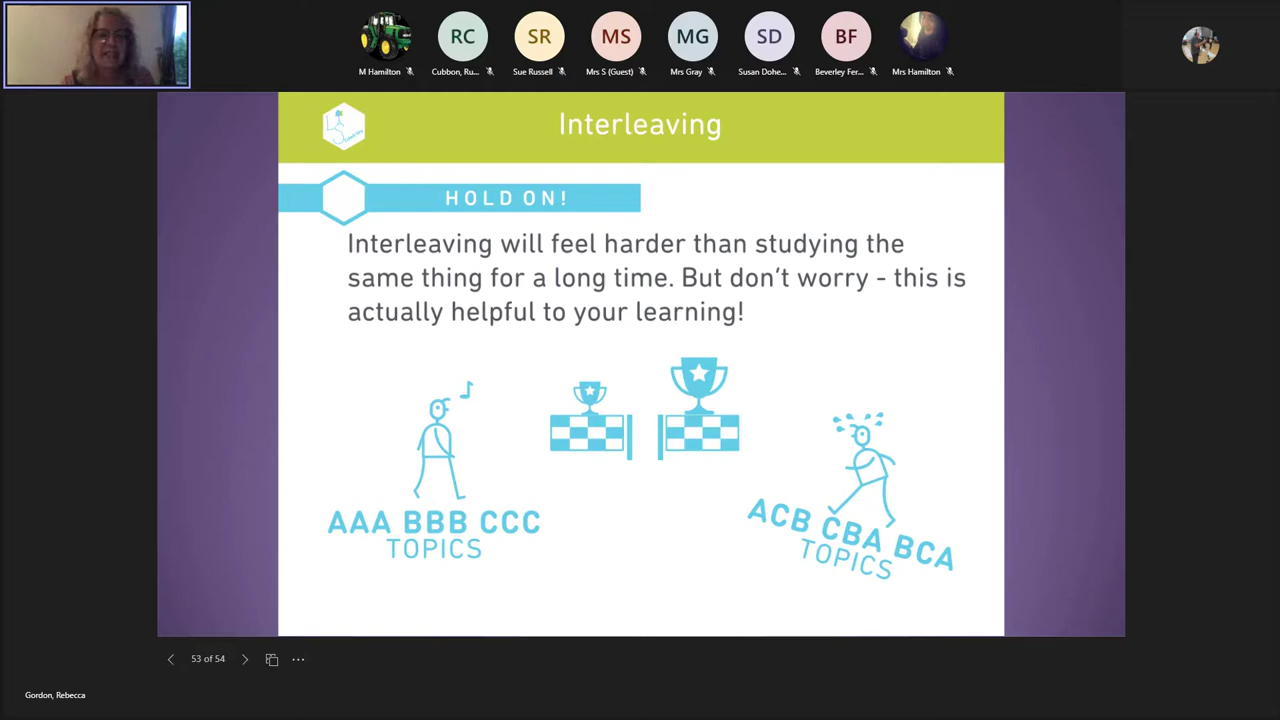 RC
SR
MS
MG
SD
BF
M Hamilton
Cubbon, Ru...
Sue Russell
Mrs S (Guest)
Mrs Gray
Susan Dohe...
Beverley Fer...
Mrs Hamilton
Interleaving
HOLD ON!
Interleaving will feel harder than studying the
same thing for a long time. But don't worry - this is
actually helpful to your learning!
AAA BBB CCC
TOPICS
ACB CBA BCA
TOPICS
53 of 54
Gordon, Rebecca